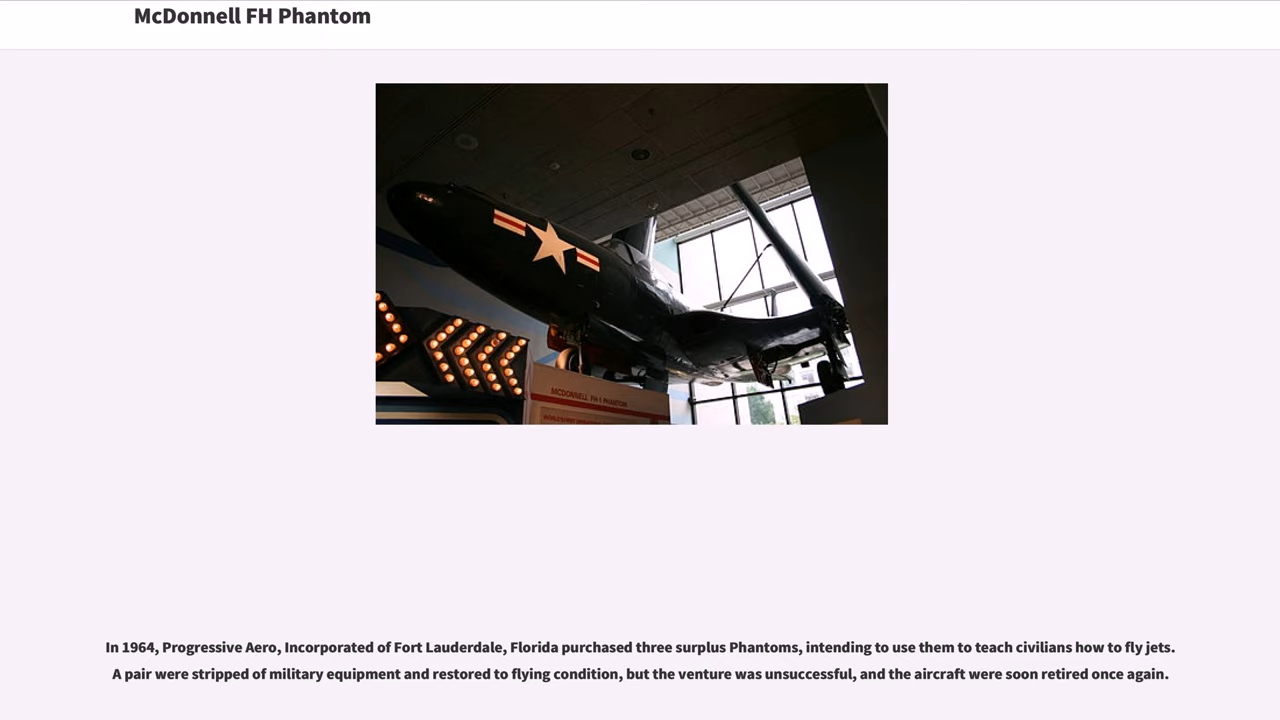 McDonnell FH Phantom
MCDONNELL FH-1 PHANTOM
In 1964, Progressive Aero, Incorporated of Fort Lauderdale, Florida purchased three surplus Phantoms, intending to use them to teach civilians how to fly jets.
A pair were stripped of military equipment and restored to flying condition, but the venture was unsuccessful, and the aircraft were soon retired once again.